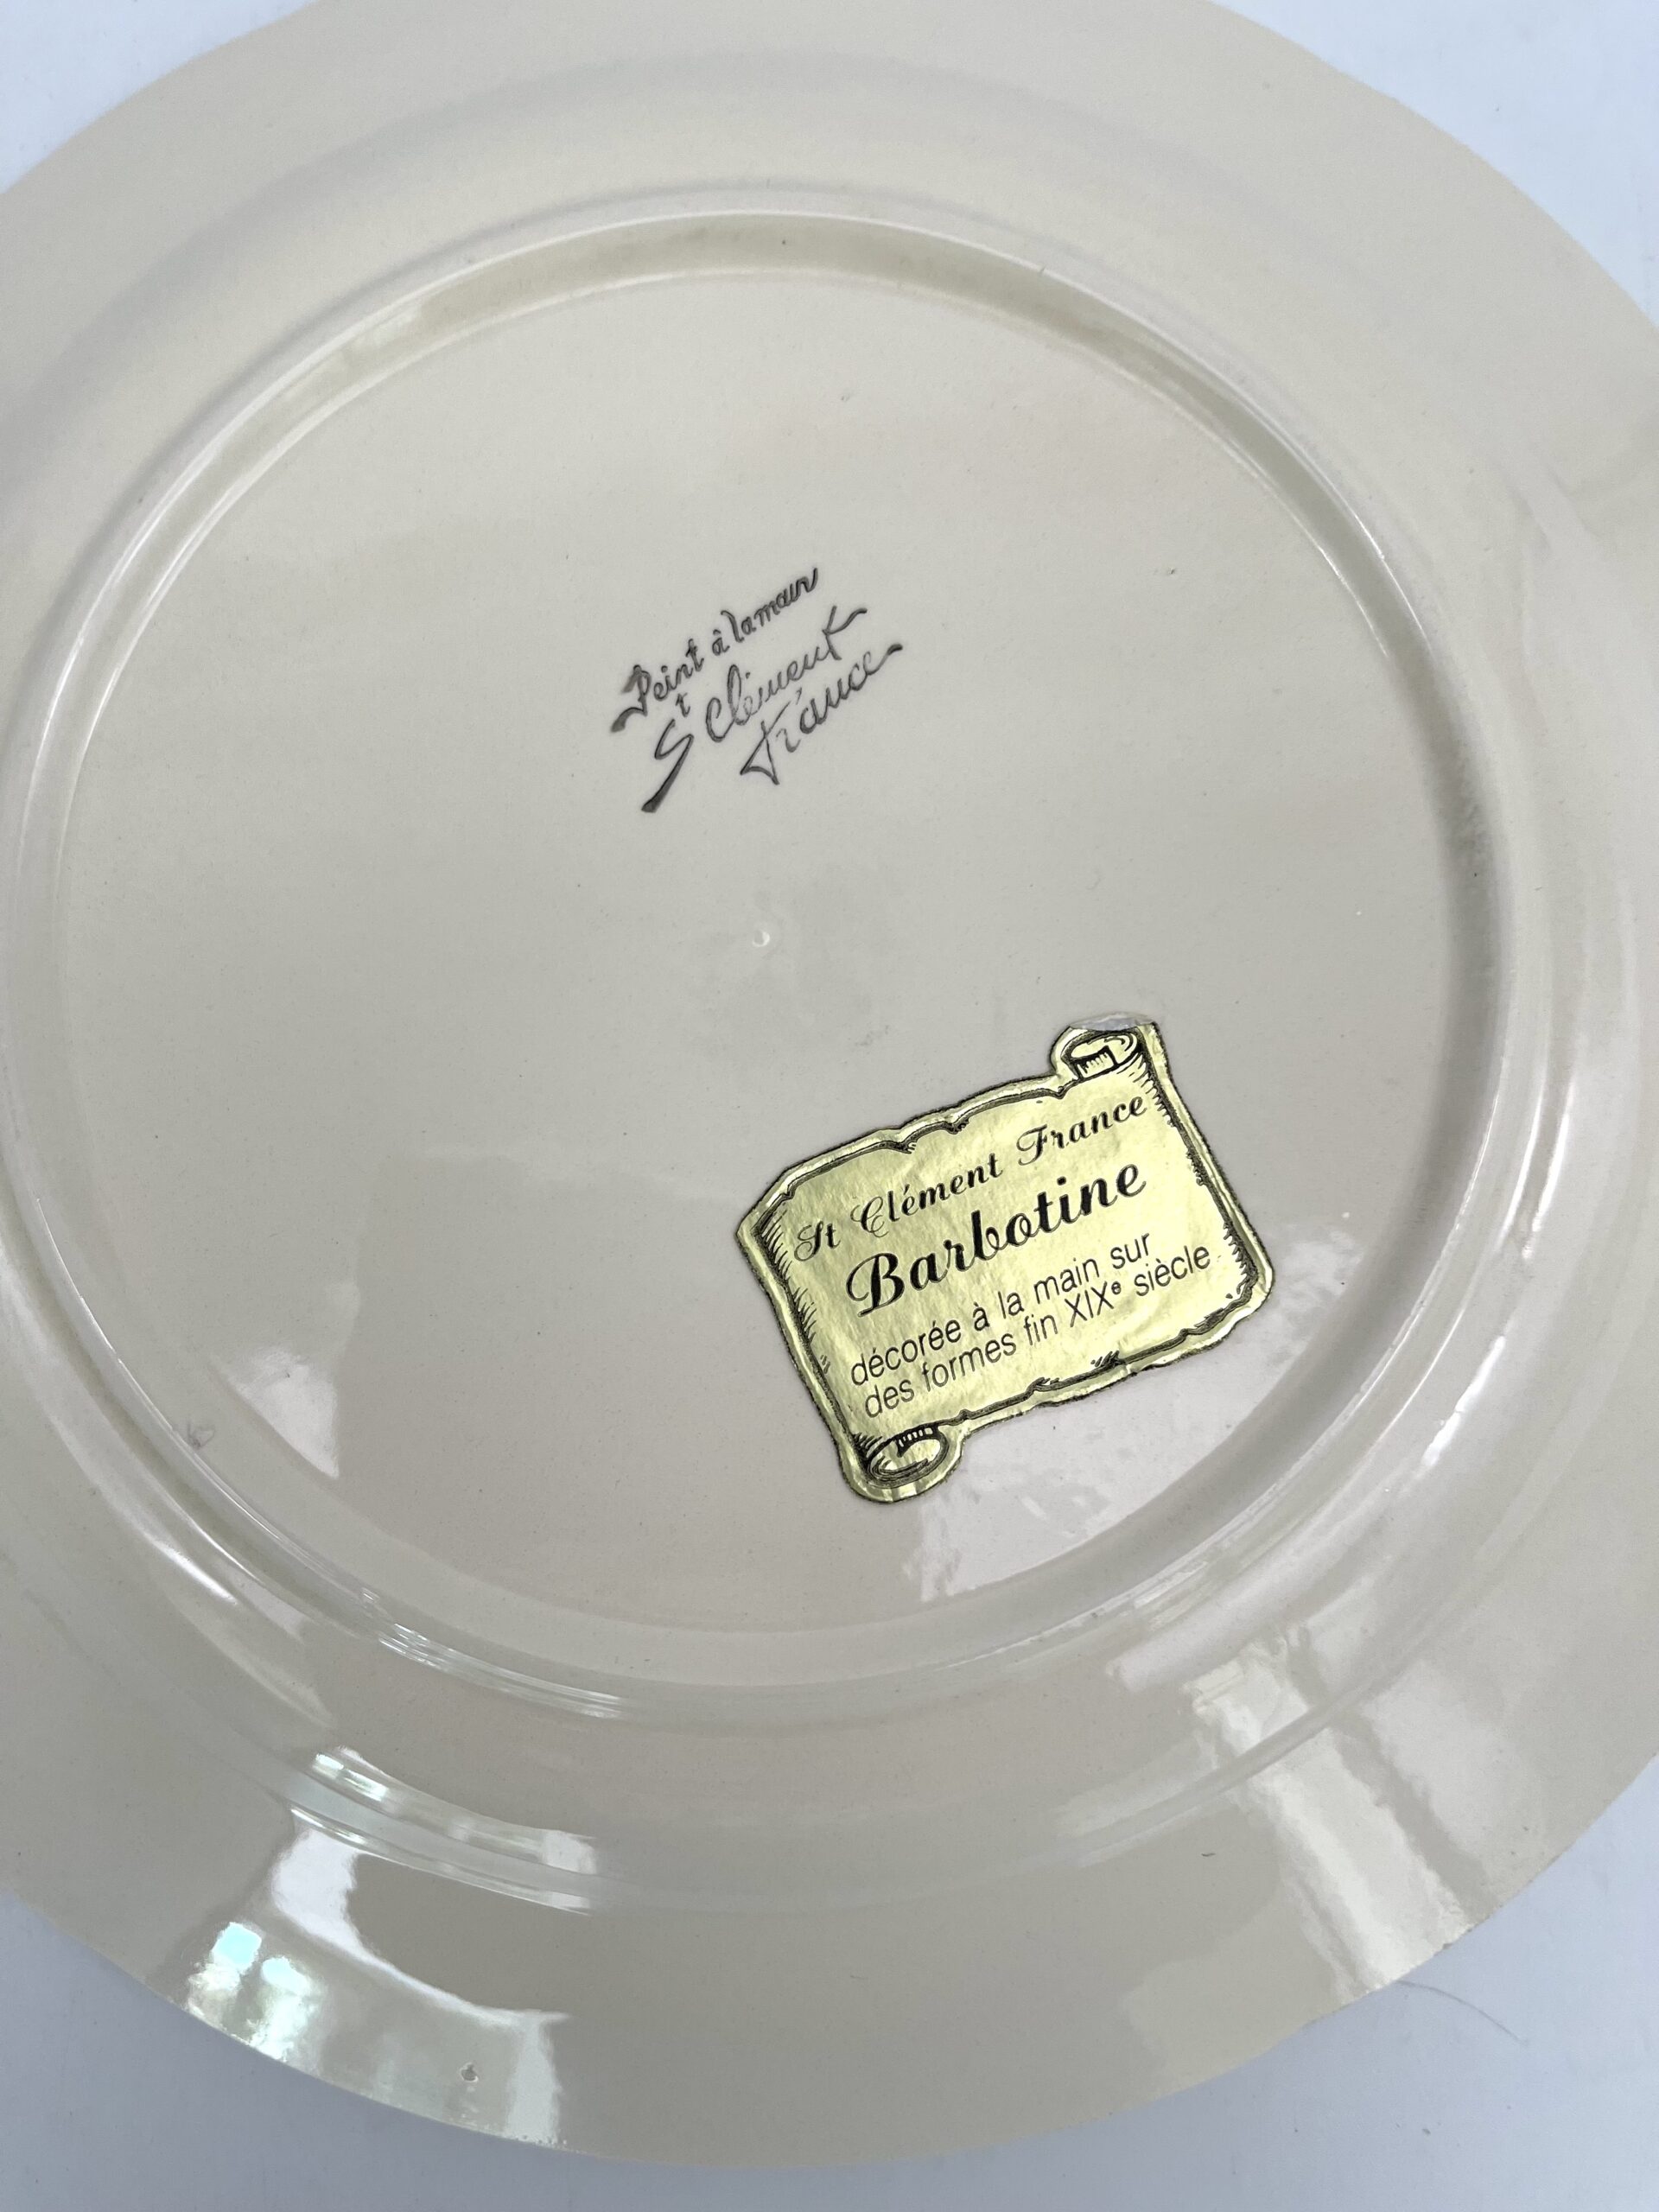 Peint à la main
St Clément
France
St Clément France
Barbotine
décorée à la main sur
des formes fin XIXe siècle